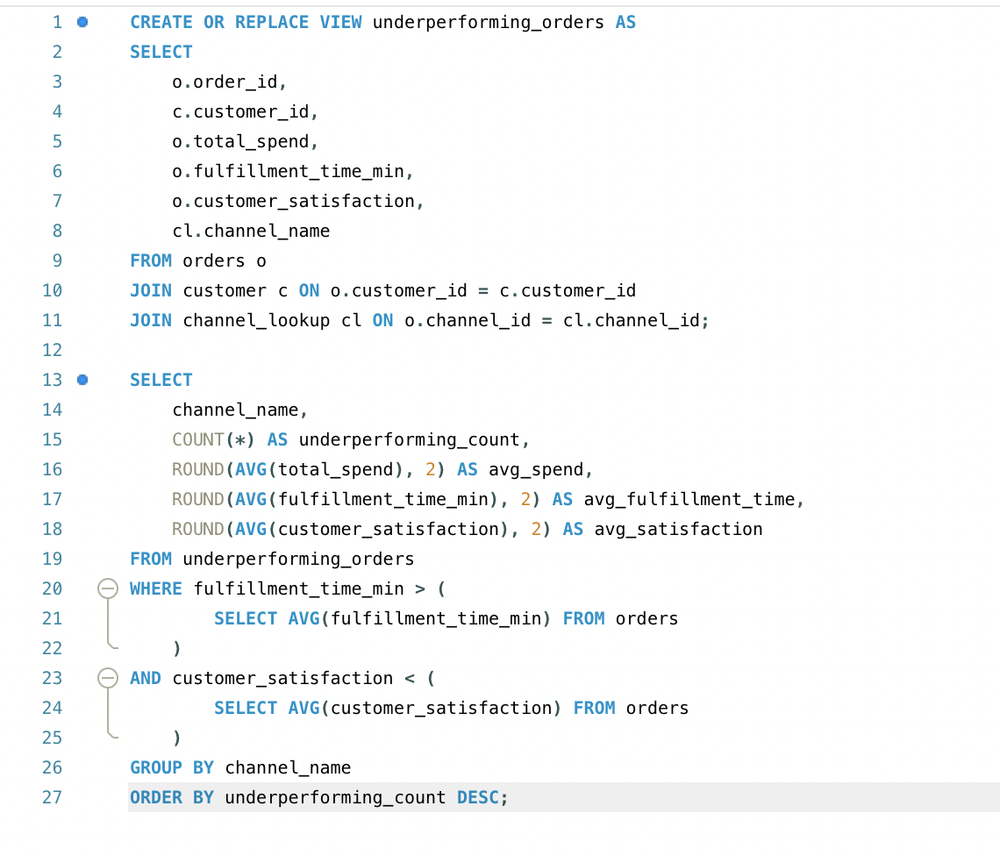 1 CREATE OR REPLACE VIEW underperforming_orders AS
2 SELECT
3     o.order_id,
4     c.customer_id,
5     o.total_spend,
6     o.fulfillment_time_min,
7     o.customer_satisfaction,
8     cl.channel_name
9 FROM orders o
10 JOIN customer c ON o.customer_id = c.customer_id
11 JOIN channel_lookup cl ON o.channel_id = cl.channel_id;
12
13 SELECT
14     channel_name,
15     COUNT(*) AS underperforming_count,
16     ROUND(AVG(total_spend), 2) AS avg_spend,
17     ROUND(AVG(fulfillment_time_min), 2) AS avg_fulfillment_time,
18     ROUND(AVG(customer_satisfaction), 2) AS avg_satisfaction
19 FROM underperforming_orders
20 WHERE fulfillment_time_min > (
21         SELECT AVG(fulfillment_time_min) FROM orders
22     )
23 AND customer_satisfaction < (
24         SELECT AVG(customer_satisfaction) FROM orders
25     )
26 GROUP BY channel_name
27 ORDER BY underperforming_count DESC;